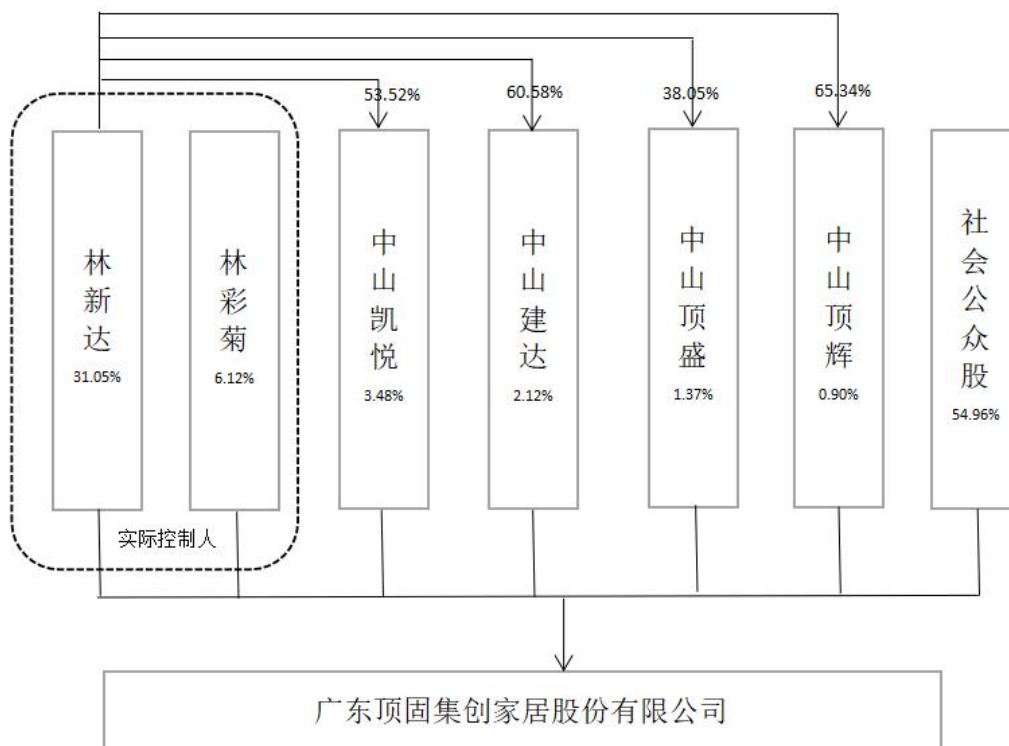 53.52%
60.58%
38.05%
65.34%
林新达
31.05%
林彩菊
6.12%
中山凯悦
3.48%
中山建达
2.12%
中山顶盛
1.37%
中山顶辉
0.90%
社会公众股
54.96%
实际控制人
广东顶固集创家居股份有限公司